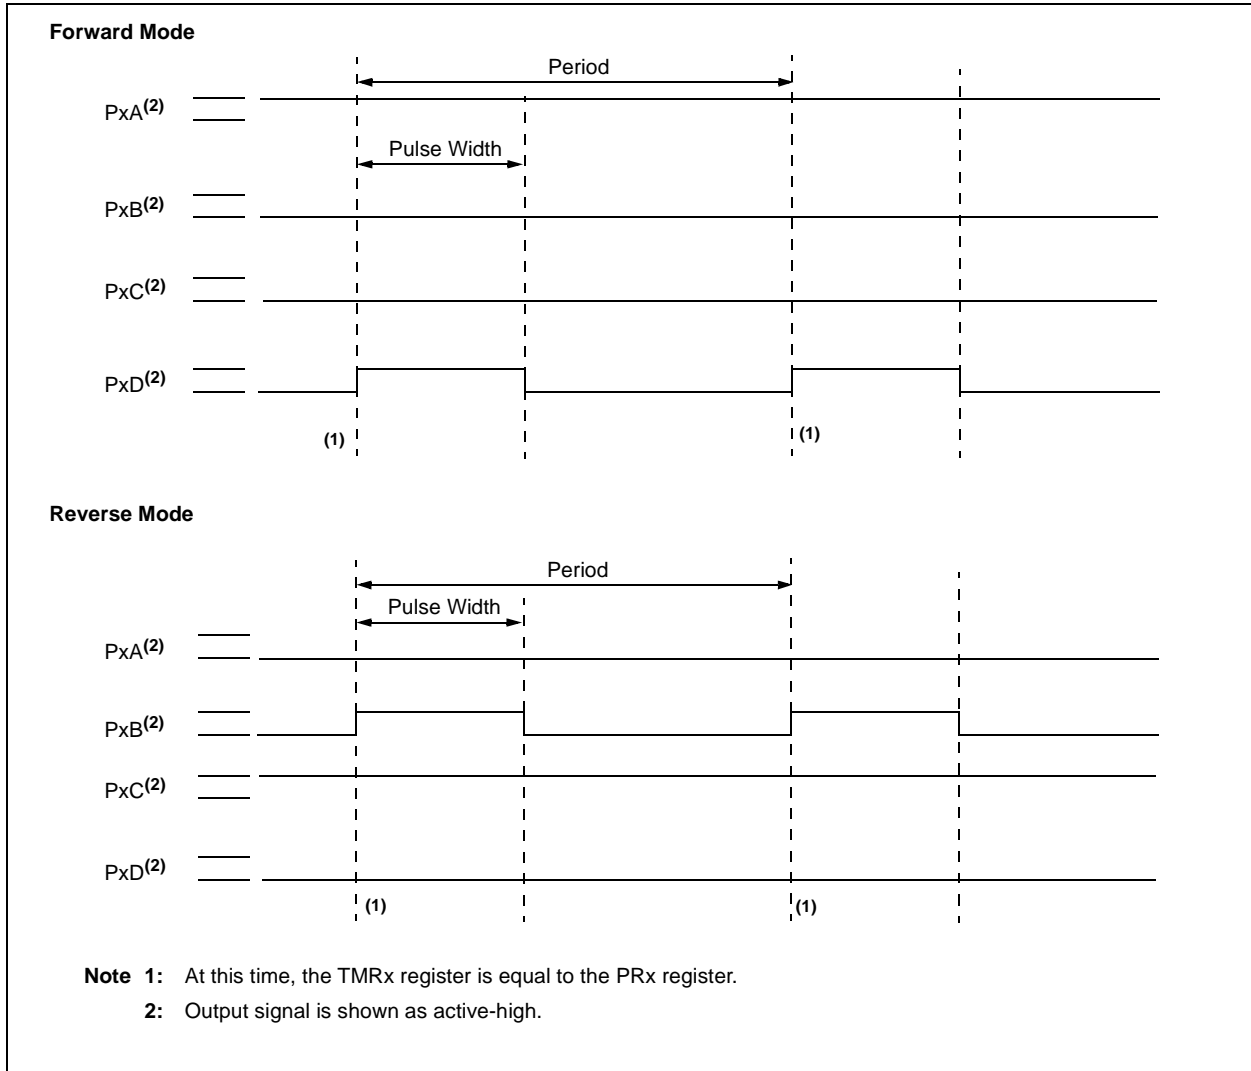 Forward Mode
Period
PxA(2)
Pulse Width
PxB(2)
PxC(2)
PxD(2)
(1) (1)
Reverse Mode
Period
Pulse Width
PxA(2)
PxB(2)
PxC(2)
PxD(2)
(1) (1)
Note 1: At this time, the TMRx register is equal to the PRx register.
2: Output signal is shown as active-high.